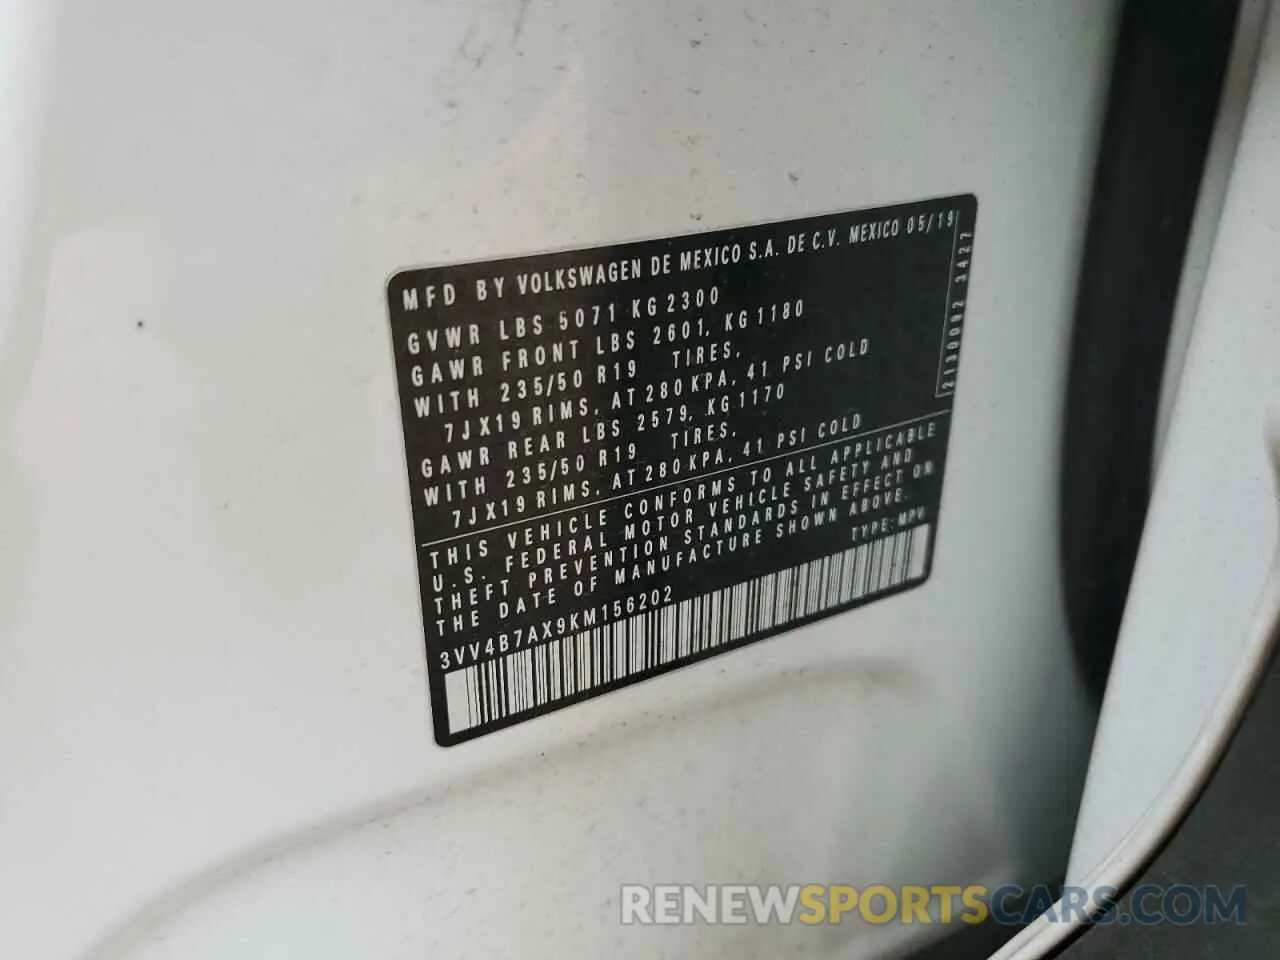 MFD BY VOLKSWAGEN DE MEXICO S.A. DE C.V. MEXICO 05/19
GVWR LBS 5071 KG 2300
GAWR FRONT LBS 2601, KG 1180
WITH 235/50 R19 TIRES,
7JX19 RIMS, AT 280 KPA, 41 PSI COLD
GAWR REAR LBS 2579, KG 1170
WITH 235/50 R19 TIRES,
7JX19 RIMS, AT 280 KPA, 41 PSI COLD
2130092 3427
THIS VEHICLE CONFORMS TO ALL APPLICABLE
U.S. FEDERAL MOTOR VEHICLE SAFETY AND
THEFT PREVENTION STANDARDS IN EFFECT ON
THE DATE OF MANUFACTURE SHOWN ABOVE.
TYPE: MPV
3VV4B7AX9KM156202
RENEWSPORTSCARS.COM